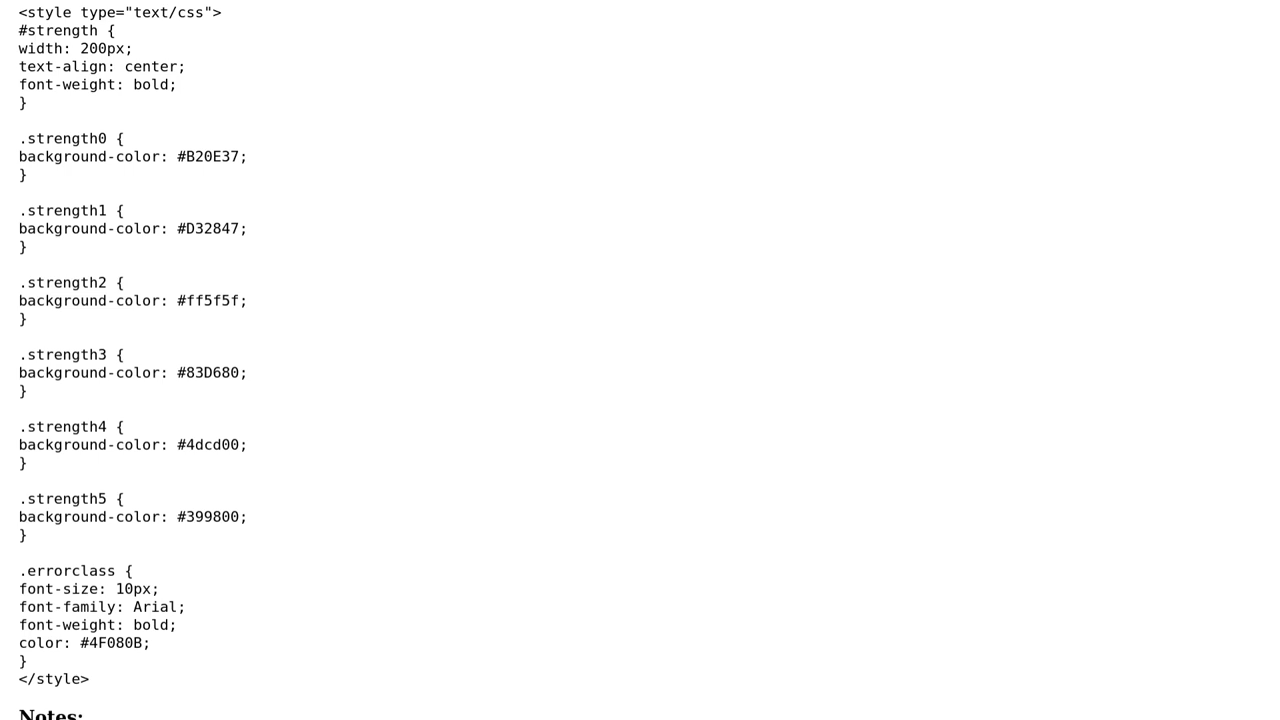 <style type="text/css">
#strength {
width: 200px;
text-align: center;
font-weight: bold;
}
.strength0 {
background-color: #B20E37;
}
.strength1 {
background-color: #D32847;
}
.strength2 {
background-color: #ff5f5f;
}
.strength3 {
background-color: #83D680;
}
.strength4 {
background-color: #4dcd00;
}
.strength5 {
background-color: #399800;
}
.errorclass {
font-size: 10px;
font-family: Arial;
font-weight: bold;
color: #4F080B;
}
</style>
Notes: